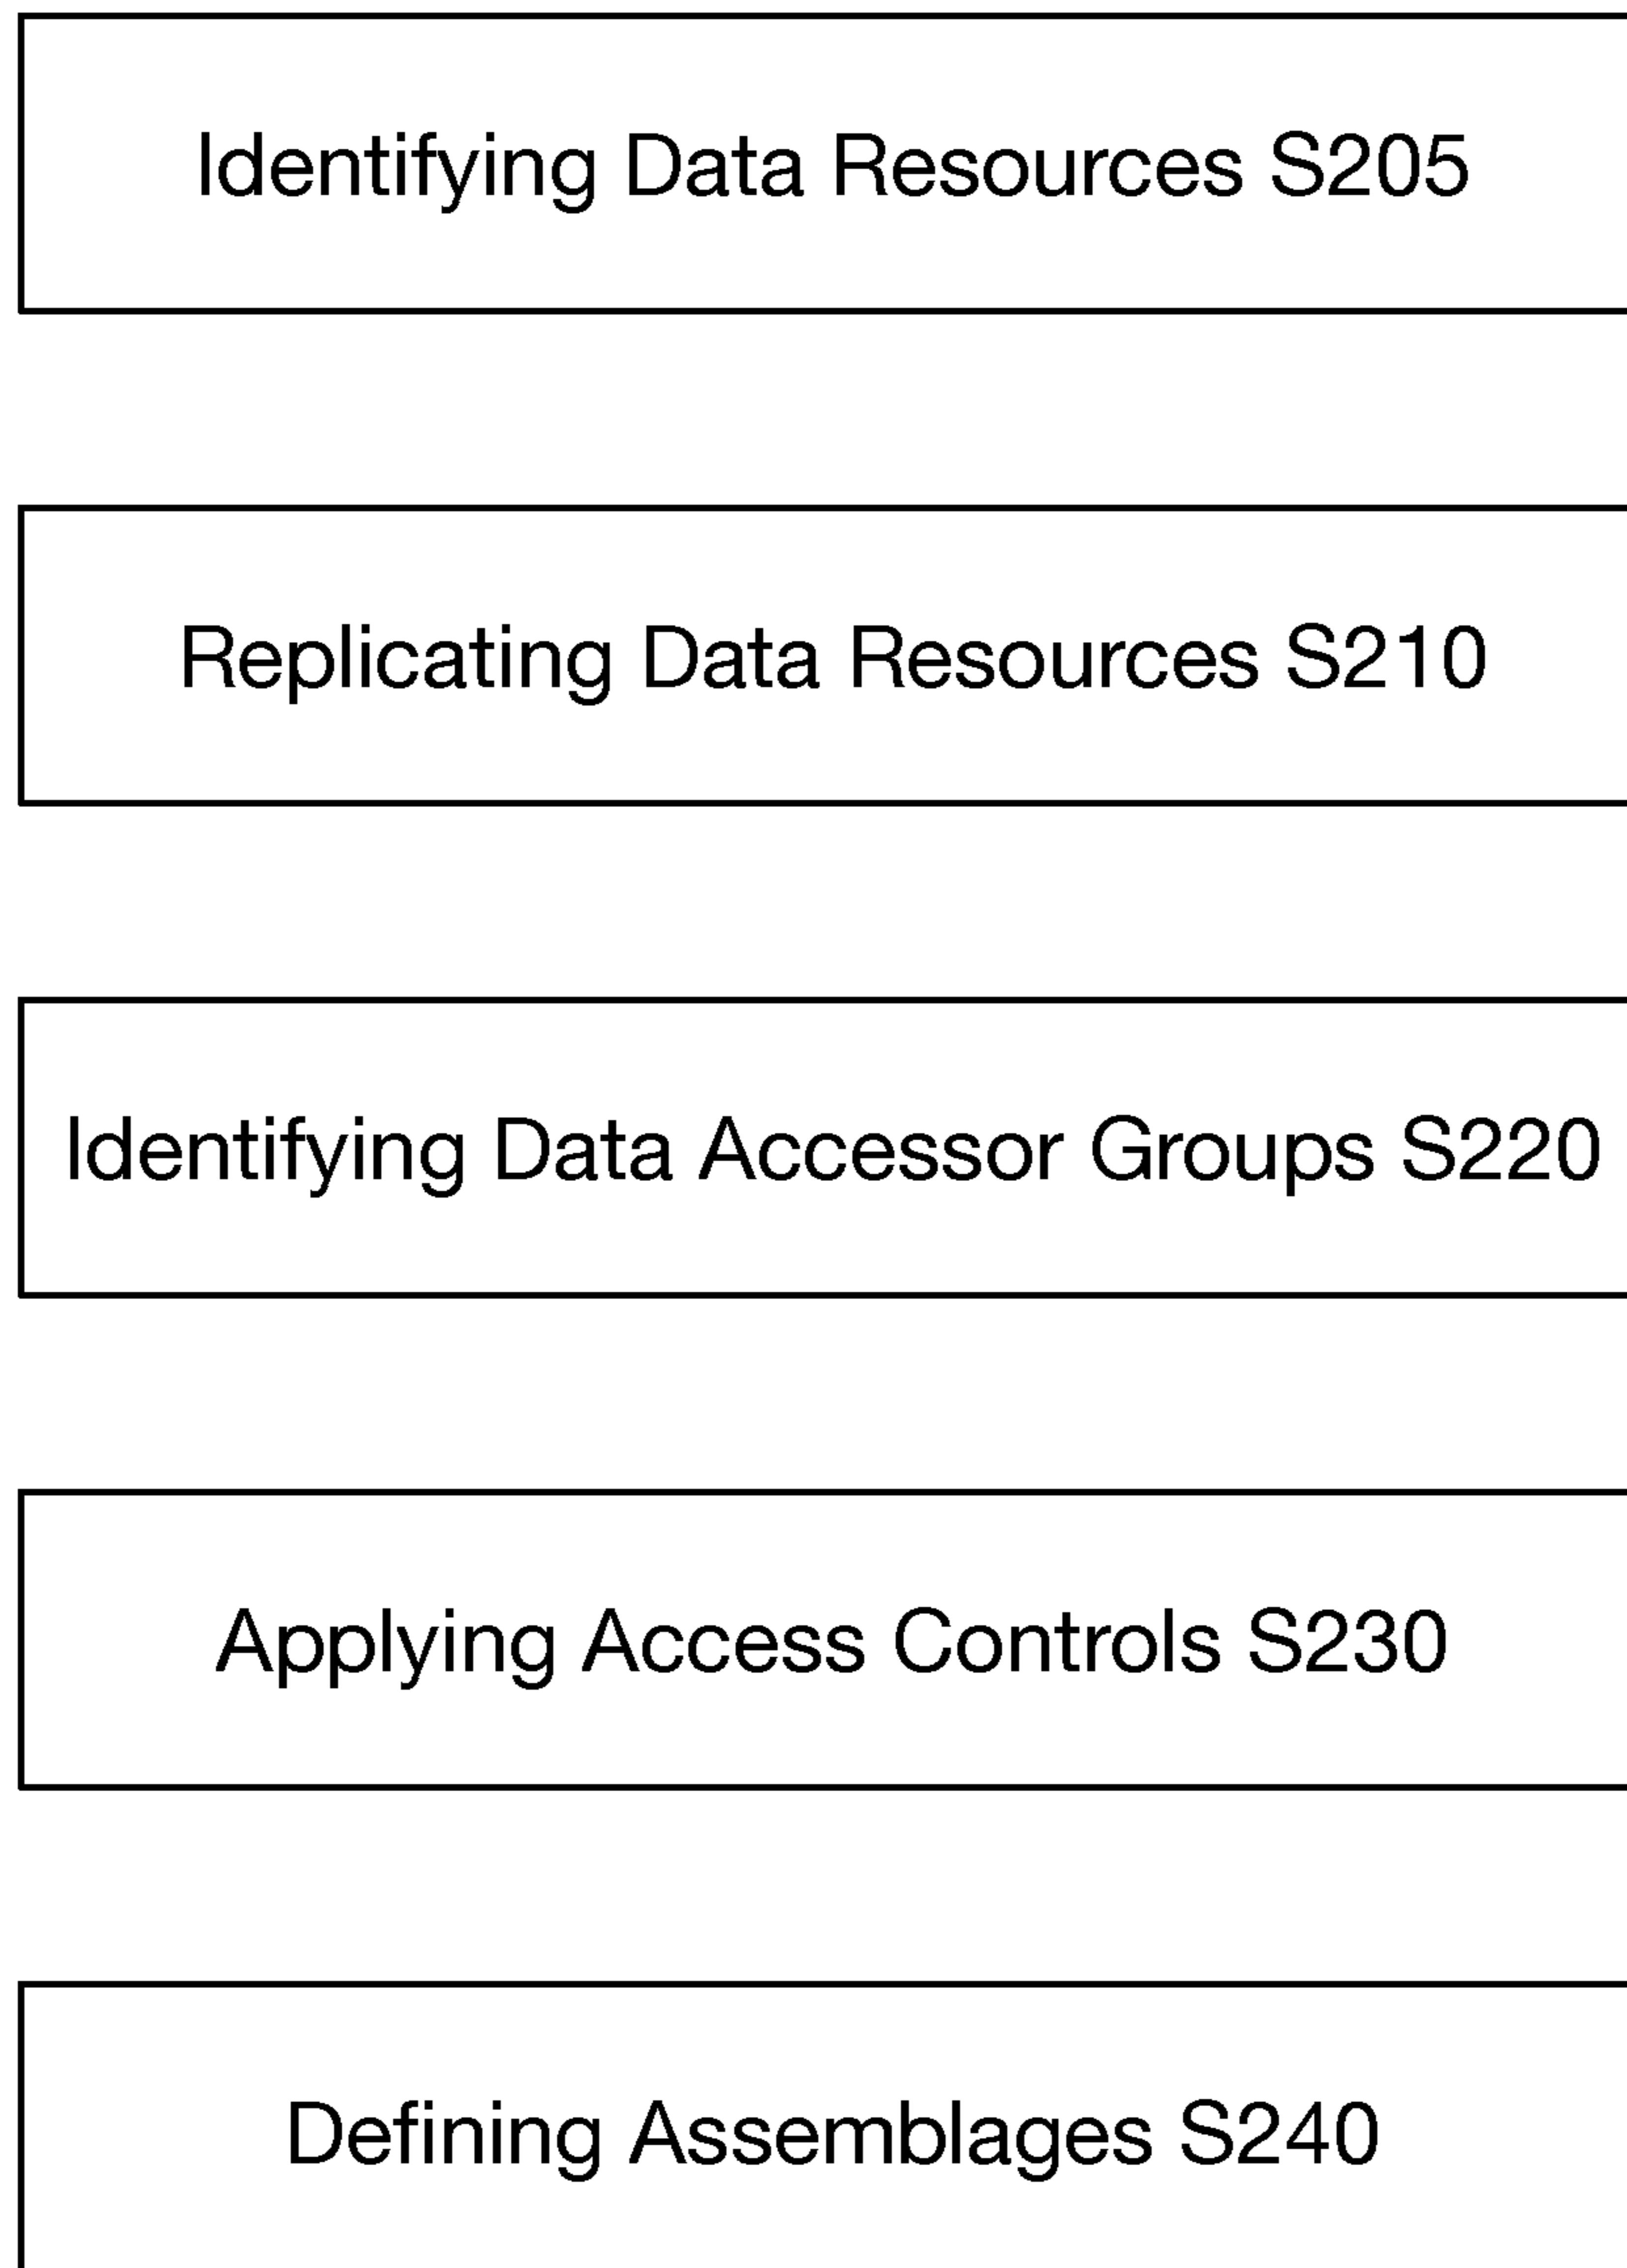 Identifying Data Resources S205
Replicating Data Resources S210
Identifying Data Accessor Groups S220
Applying Access Controls S230
Defining Assemblages S240